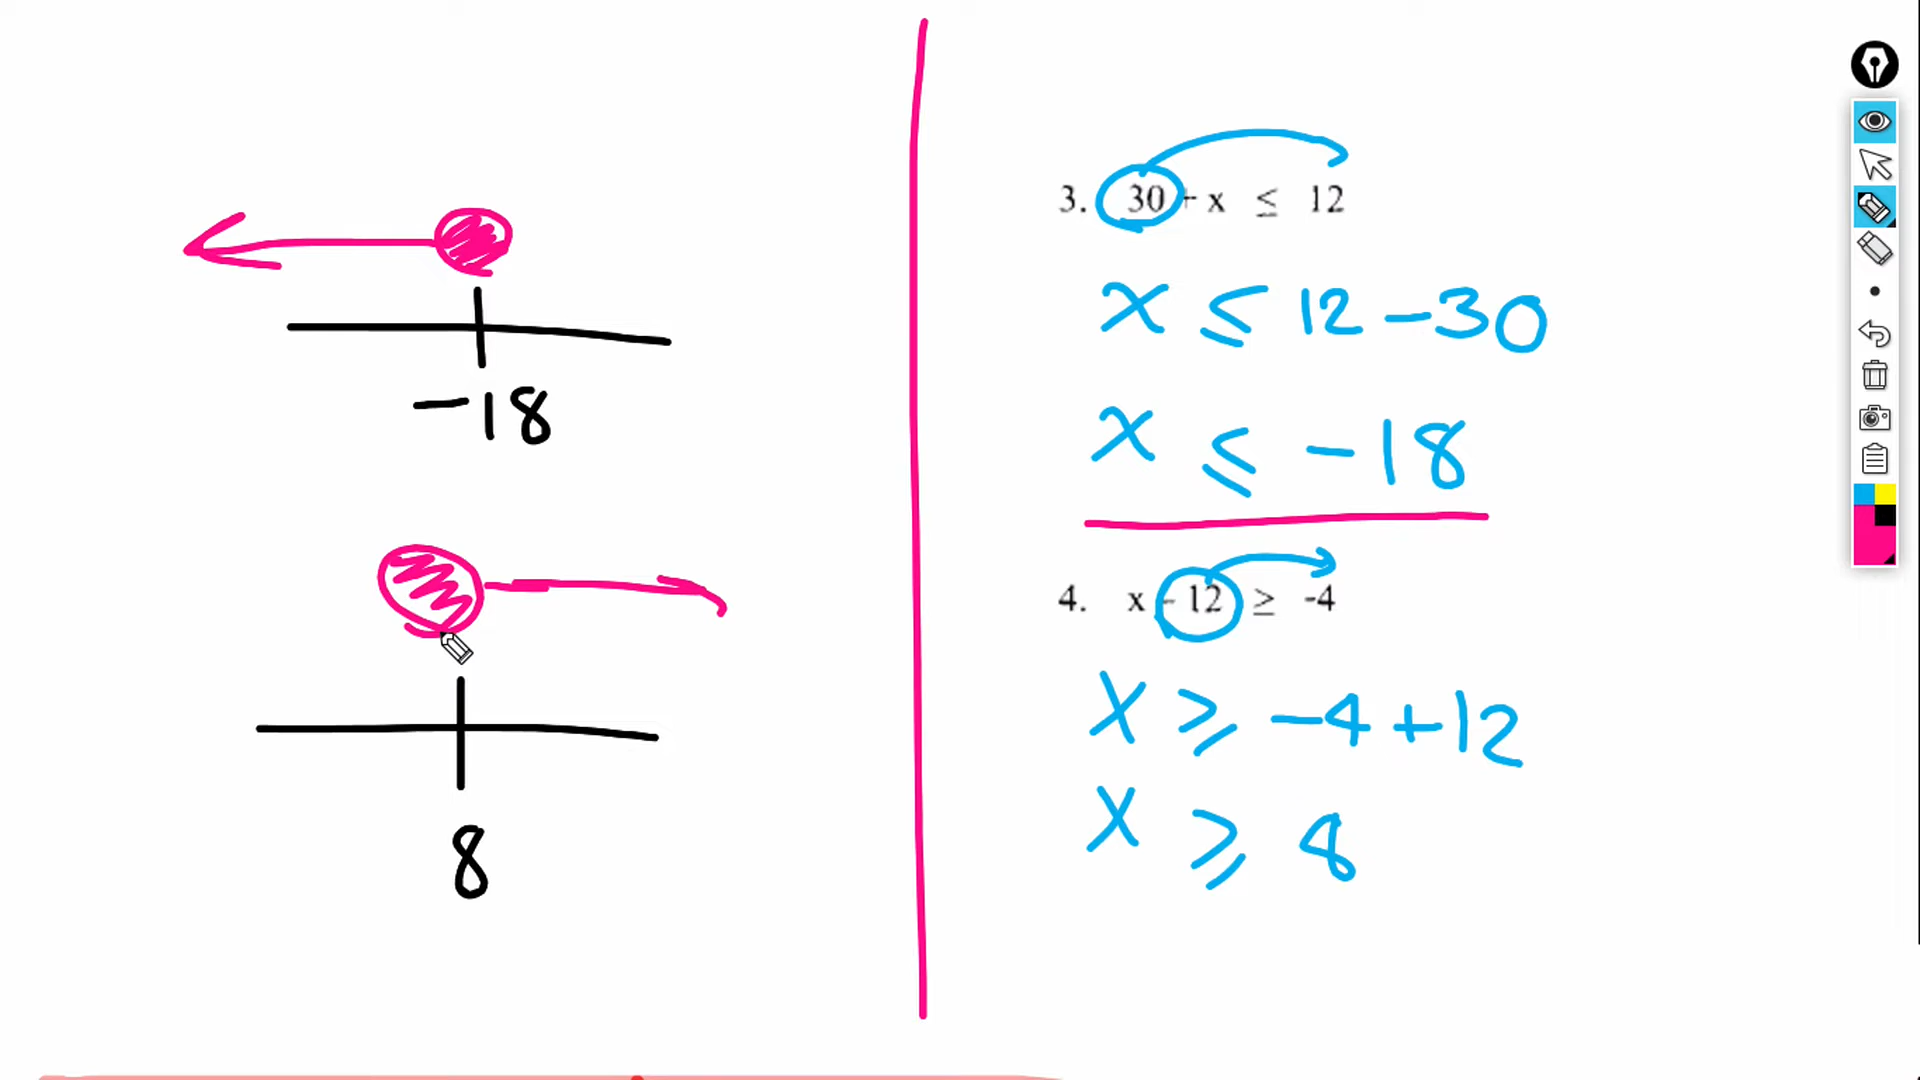 -18
8
3. 30 + x ≤ 12
x ≤ 12 - 30
x ≤ -18
4. x - 12 ≥ -4
x ≥ -4 + 12
x ≥ 8